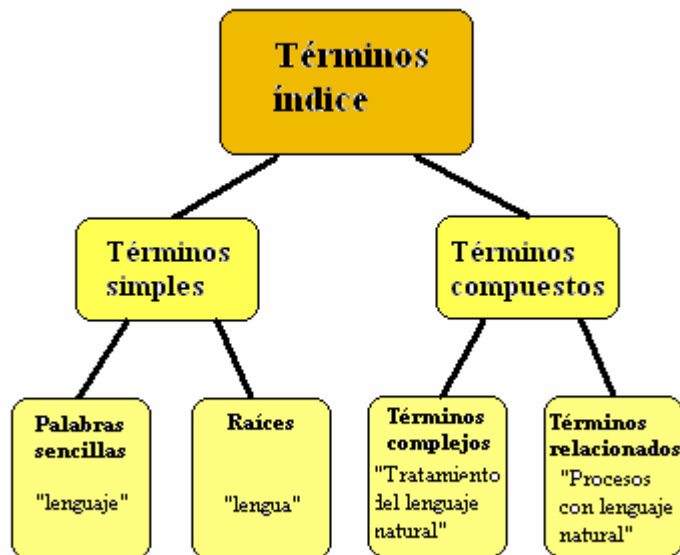 Términos
índice
Términos
simples
Términos
compuestos
Palabras
sencillas
"lenguaje"
Raíces
"lengua"
Términos
complejos
"Tratamiento
del lenguaje
natural"
Términos
relacionados
"Procesos
con lenguaje
natural"